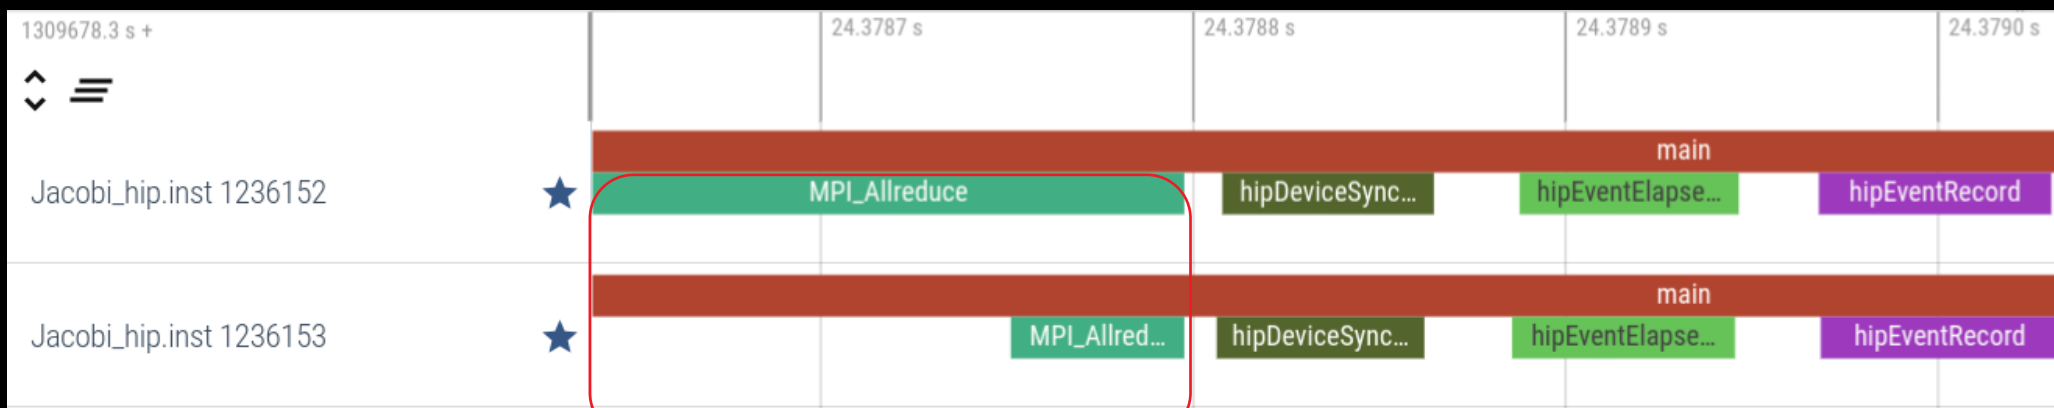 1309678.3 s +
24.3787 s
24.3788 s
24.3789 s
24.3790 s
main
Jacobi_hip.inst 1236152
MPI_Allreduce
hipDeviceSync...
hipEventElapse...
hipEventRecord
main
Jacobi_hip.inst 1236153
MPI_Allred...
hipDeviceSync...
hipEventElapse...
hipEventRecord